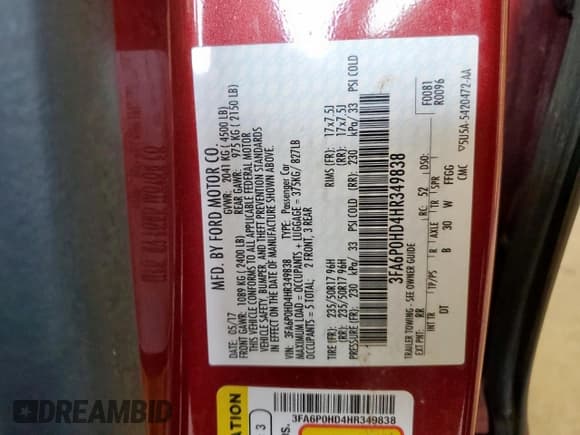 MFD. BY FORD MOTOR CO.
DATE: 05/17 GVWR: 2041 KG ( 4500 LB)
FRONT GAWR: 1089 KG (2400 LB) REAR GAWR: 975 KG ( 2150 LB)
THIS VEHICLE CONFORMS TO ALL APPLICABLE FEDERAL MOTOR
VEHICLE SAFETY, BUMPER, AND THEFT PREVENTION STANDARDS
IN EFFECT ON THE DATE OF MANUFACTURE SHOWN ABOVE.
VIN: 3FA6P0HD4HR349838 TYPE: Passenger Car
MAXIMUM LOAD = OCCUPANTS + LUGGAGE = 375KG/ 827LB
OCCUPANTS = 5 TOTAL: 2 FRONT, 3 REAR
TIRE (FR): 235/50R17 96H RIMS (FR): 17x7.5J
TIRE (RR): 235/50R17 96H (RR): 17x7.5J
PRESSURE (FR): 230 kPa/ 33 PSI COLD (RR): 230 kPa/ 33 PSI COLD
3FA6P0HD4HR349838
TRAILER TOWING - SEE OWNER GUIDE
EXT PNT: RR RC: 52 DSO: F0081
R0096
INT TR TP/PS R AXLE TR SPR
DT B 30 W FFGG
CMC ▽5U5A-5420472-AA
3FA6P0HD4HR349838
3
DREAMBID